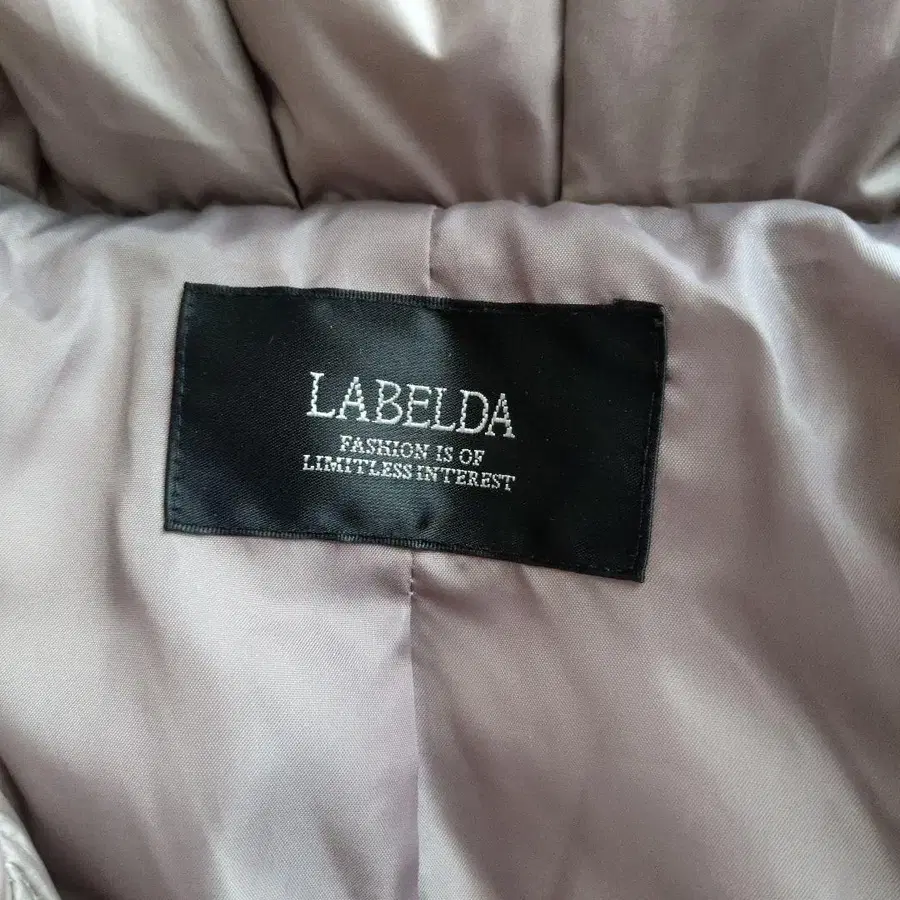 LABELDA
FASHION IS OF
LIMITLESS INTEREST